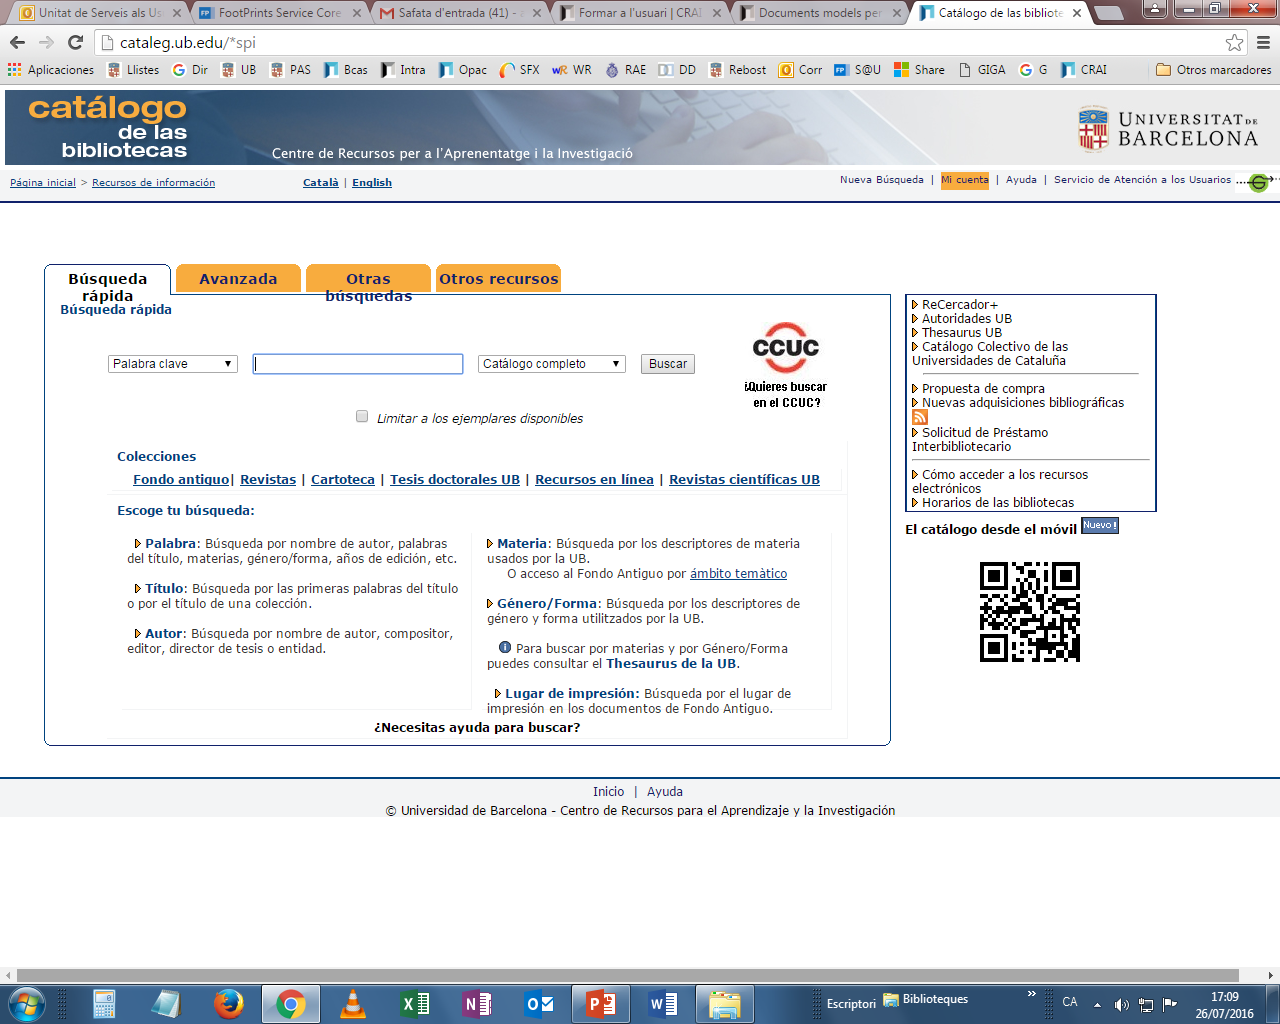 Unitat de Serveis als Us
FootPrints Service Core
Safata d'entrada (41) - a
Formar a l'usuari | CRAI
Documents models per
Catálogo de las bibliote
cataleg.ub.edu/*spi
Aplicaciones Llistes Dir UB PAS Bcas Intra Opac SFX WR RAE DD Rebost Corr S@U Share GIGA G CRAI Otros marcadores
catálogo
de las
bibliotecas
Centre de Recursos per a l'Aprenentatge i la Investigació
UNIVERSITAT DE
BARCELONA
Página inicial > Recursos de información
Català | English
Nueva Búsqueda | Mi cuenta | Ayuda | Servicio de Atención a los Usuarios
Búsqueda
rápida
Avanzada
Otras
búsquedas
Otros recursos
Búsqueda rápida
Palabra clave
Catálogo completo
Buscar
CCUC
¿Quieres buscar
en el CCUC?
Limitar a los ejemplares disponibles
Colecciones
Fondo antiguo| Revistas | Cartoteca | Tesis doctorales UB | Recursos en línea | Revistas científicas UB
Escoge tu búsqueda:
Palabra: Búsqueda por nombre de autor, palabras
del título, materias, género/forma, años de edición, etc.
Título: Búsqueda por las primeras palabras del título
o por el título de una colección.
Autor: Búsqueda por nombre de autor, compositor,
editor, director de tesis o entidad.
Materia: Búsqueda por los descriptores de materia
usados por la UB.
O acceso al Fondo Antiguo por ámbito temàtico
Género/Forma: Búsqueda por los descriptores de
género y forma utilitzados por la UB.
Para buscar por materias y por Género/Forma
puedes consultar el Thesaurus de la UB.
Lugar de impresión: Búsqueda por el lugar de
impresión en los documentos de Fondo Antiguo.
¿Necesitas ayuda para buscar?
ReCercador+
Autoridades UB
Thesaurus UB
Catálogo Colectivo de las
Universidades de Cataluña
Propuesta de compra
Nuevas adquisiciones bibliográficas
Solicitud de Préstamo
Interbibliotecario
Cómo acceder a los recursos
electrónicos
Horarios de las bibliotecas
El catálogo desde el móvil Nuevo !
Inicio | Ayuda
© Universidad de Barcelona - Centro de Recursos para el Aprendizaje y la Investigación
Escriptori
Biblioteques
»
CA
17:09
26/07/2016